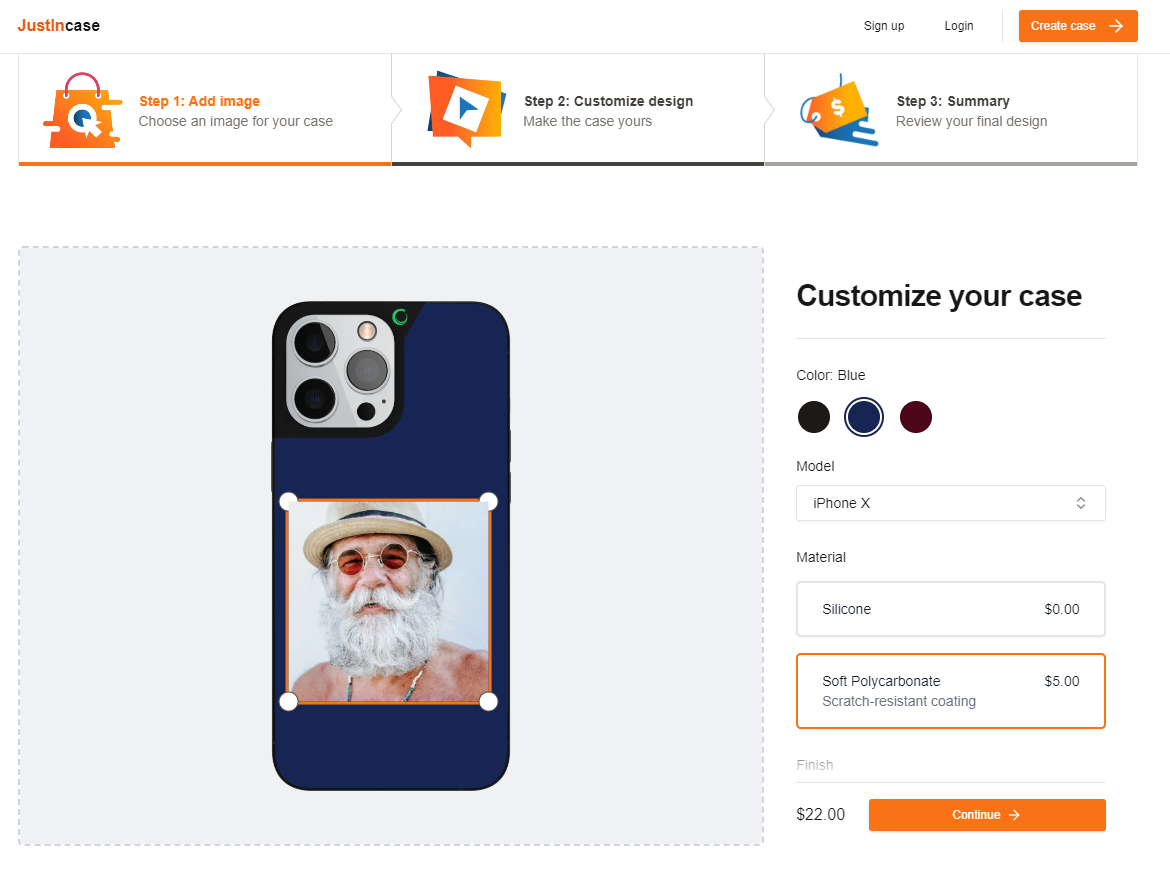 JustIncase
Sign up
Login
Create case
Step 1: Add image
Choose an image for your case
Step 2: Customize design
Make the case yours
Step 3: Summary
Review your final design
$
Customize your case
Color: Blue
Model
iPhone X
Material
Silicone $0.00
Soft Polycarbonate $5.00
Scratch-resistant coating
Finish
$22.00
Continue